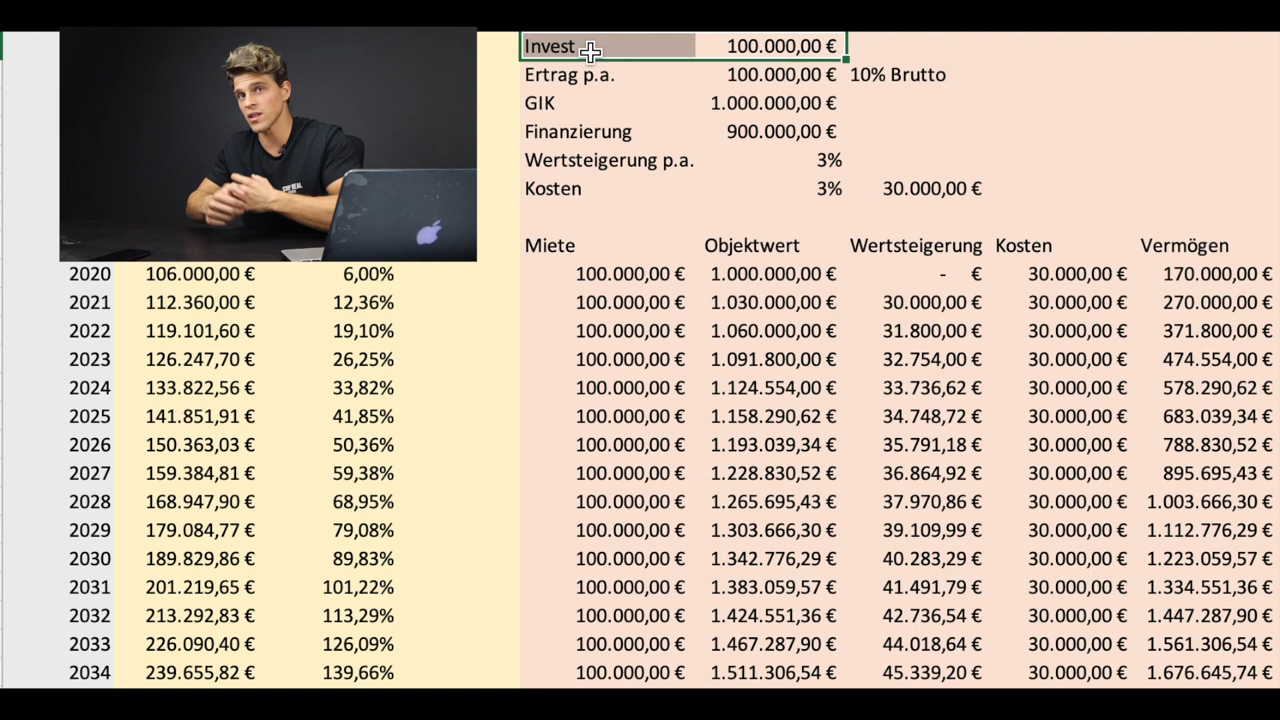 Invest 100.000,00 €
Ertrag p.a. 100.000,00 € 10% Brutto
GIK 1.000.000,00 €
Finanzierung 900.000,00 €
Wertsteigerung p.a. 3%
Kosten 3% 30.000,00 €
Miete Objektwert Wertsteigerung Kosten Vermögen
2020 106.000,00 € 6,00% 100.000,00 € 1.000.000,00 € - € 30.000,00 € 170.000,00 €
2021 112.360,00 € 12,36% 100.000,00 € 1.030.000,00 € 30.000,00 € 30.000,00 € 270.000,00 €
2022 119.101,60 € 19,10% 100.000,00 € 1.060.000,00 € 31.800,00 € 30.000,00 € 371.800,00 €
2023 126.247,70 € 26,25% 100.000,00 € 1.091.800,00 € 32.754,00 € 30.000,00 € 474.554,00 €
2024 133.822,56 € 33,82% 100.000,00 € 1.124.554,00 € 33.736,62 € 30.000,00 € 578.290,62 €
2025 141.851,91 € 41,85% 100.000,00 € 1.158.290,62 € 34.748,72 € 30.000,00 € 683.039,34 €
2026 150.363,03 € 50,36% 100.000,00 € 1.193.039,34 € 35.791,18 € 30.000,00 € 788.830,52 €
2027 159.384,81 € 59,38% 100.000,00 € 1.228.830,52 € 36.864,92 € 30.000,00 € 895.695,43 €
2028 168.947,90 € 68,95% 100.000,00 € 1.265.695,43 € 37.970,86 € 30.000,00 € 1.003.666,30 €
2029 179.084,77 € 79,08% 100.000,00 € 1.303.666,30 € 39.109,99 € 30.000,00 € 1.112.776,29 €
2030 189.829,86 € 89,83% 100.000,00 € 1.342.776,29 € 40.283,29 € 30.000,00 € 1.223.059,57 €
2031 201.219,65 € 101,22% 100.000,00 € 1.383.059,57 € 41.491,79 € 30.000,00 € 1.334.551,36 €
2032 213.292,83 € 113,29% 100.000,00 € 1.424.551,36 € 42.736,54 € 30.000,00 € 1.447.287,90 €
2033 226.090,40 € 126,09% 100.000,00 € 1.467.287,90 € 44.018,64 € 30.000,00 € 1.561.306,54 €
2034 239.655,82 € 139,66% 100.000,00 € 1.511.306,54 € 45.339,20 € 30.000,00 € 1.676.645,74 €